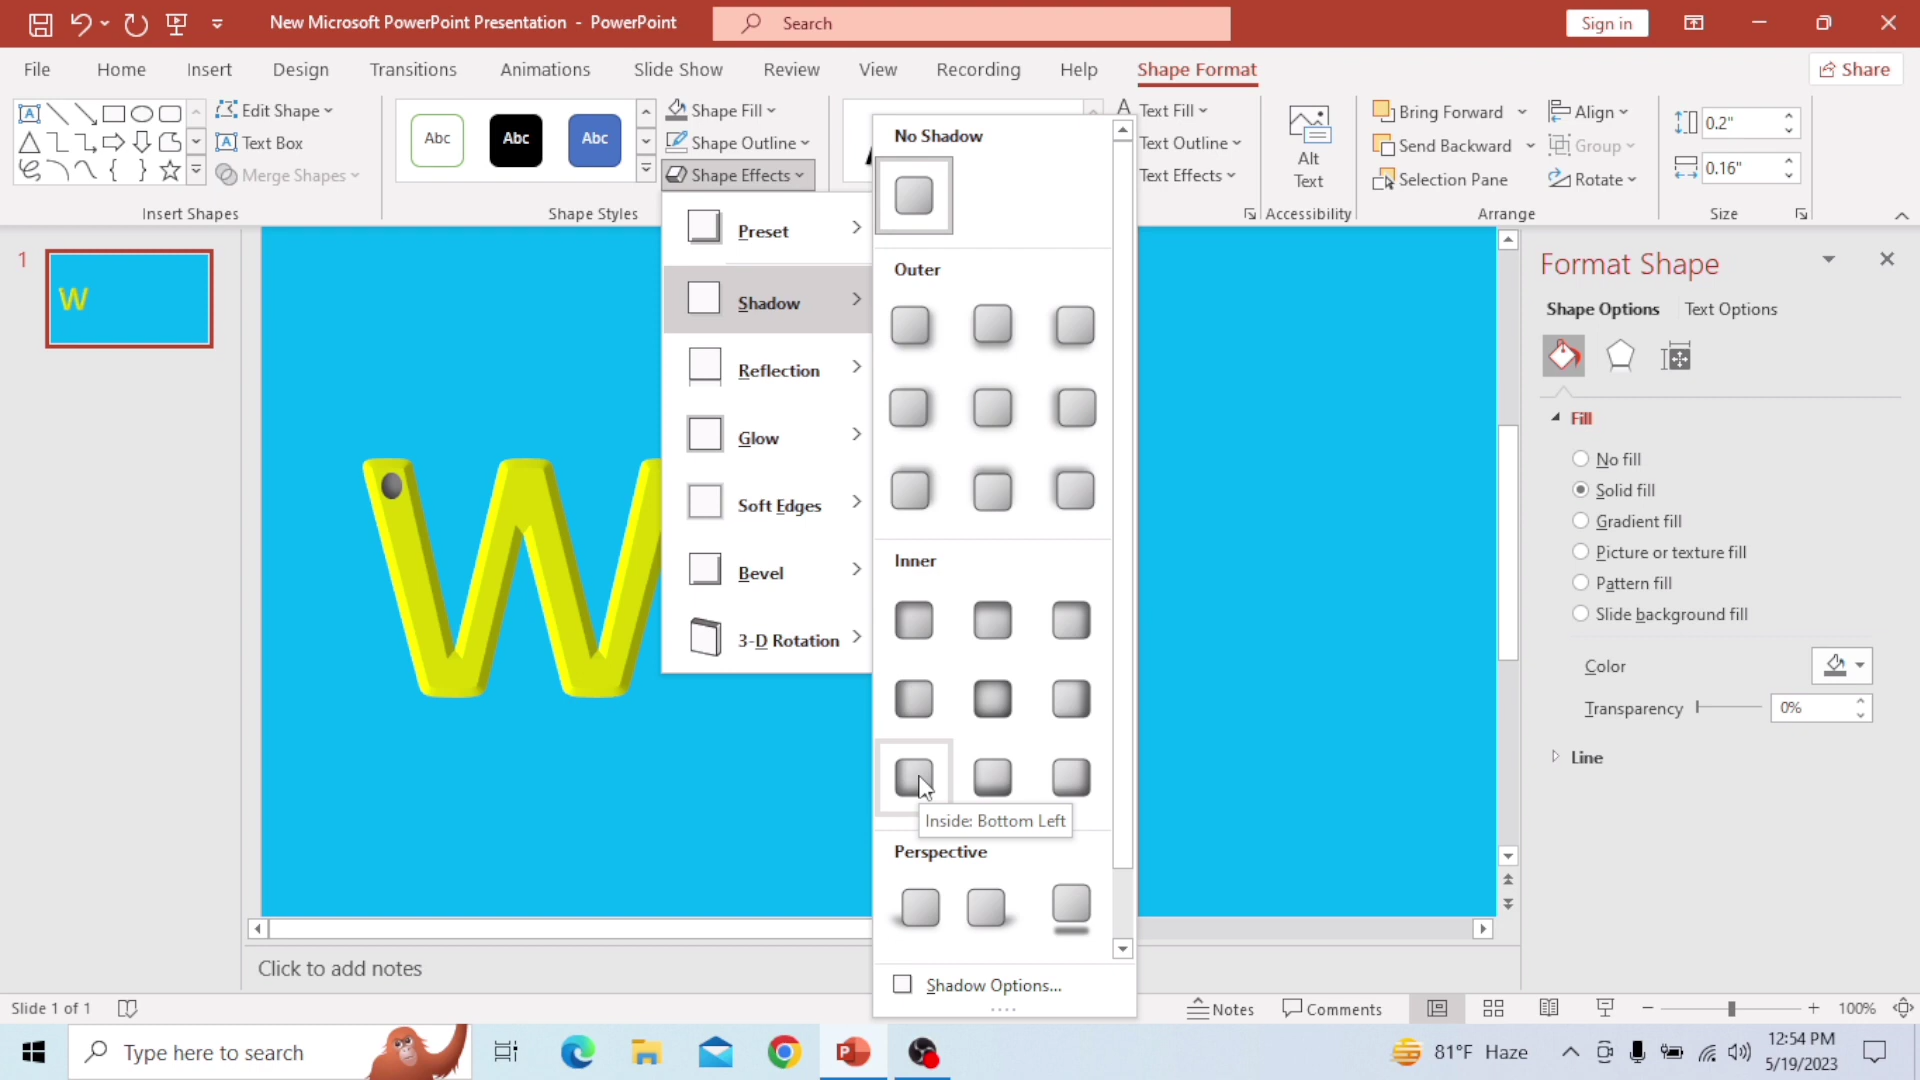 New Microsoft PowerPoint Presentation - PowerPoint
Search
Sign in
File Home Insert Design Transitions Animations Slide Show Review View Recording Help Shape Format
Share
Edit Shape
Text Box
Merge Shapes
Insert Shapes
Abc Abc Abc
Shape Styles
Shape Fill
Shape Outline
Shape Effects
A
Text Fill
Text Outline
Text Effects
Alt
Text
Accessibility
Bring Forward
Send Backward
Selection Pane
Align
Group
Rotate
Arrange
0.2"
0.16"
Size
Preset
Shadow
Reflection
Glow
Soft Edges
Bevel
3-D Rotation
No Shadow
Outer
Inner
Inside: Bottom Left
Perspective
Shadow Options...
1
W
W
Format Shape
Shape Options Text Options
Fill
No fill
Solid fill
Gradient fill
Picture or texture fill
Pattern fill
Slide background fill
Color
Transparency 0%
Line
Click to add notes
Slide 1 of 1
Notes
Comments
100%
Type here to search
81°F Haze
12:54 PM
5/19/2023